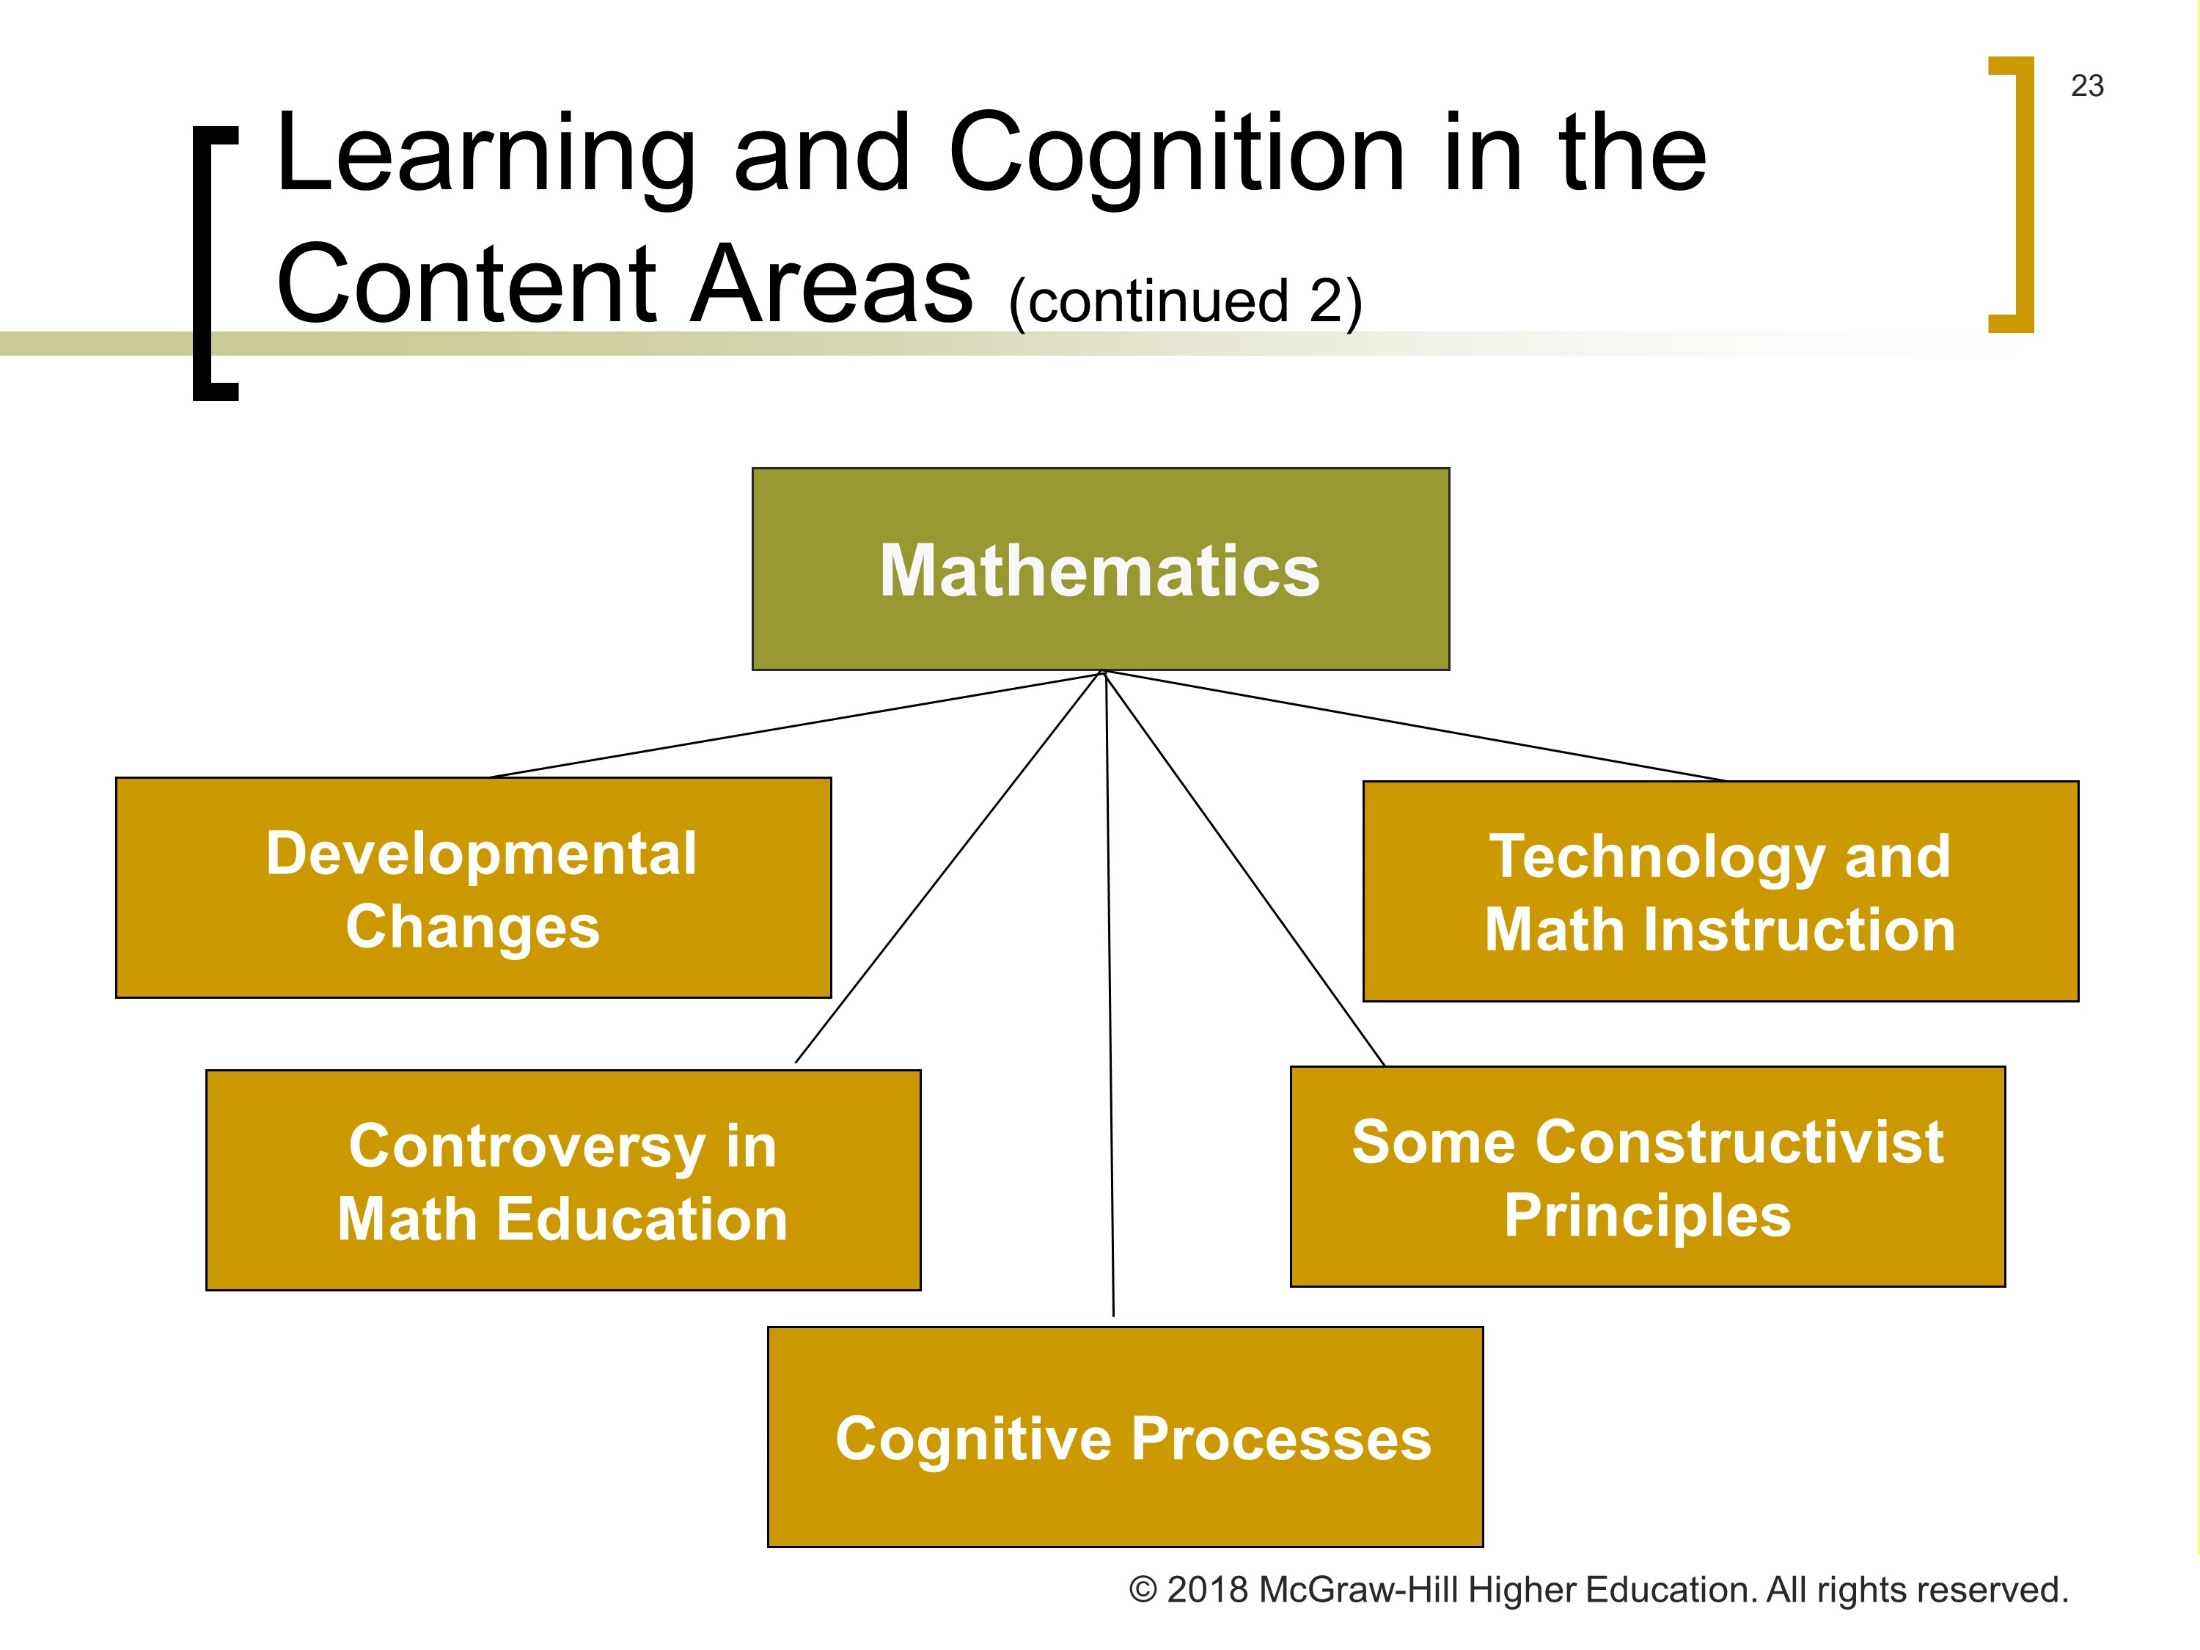 23
Learning and Cognition in the
Content Areas (continued 2)
Mathematics
Developmental
Changes
Technology and
Math Instruction
Controversy in
Math Education
Some Constructivist
Principles
Cognitive Processes
© 2018 McGraw-Hill Higher Education. All rights reserved.